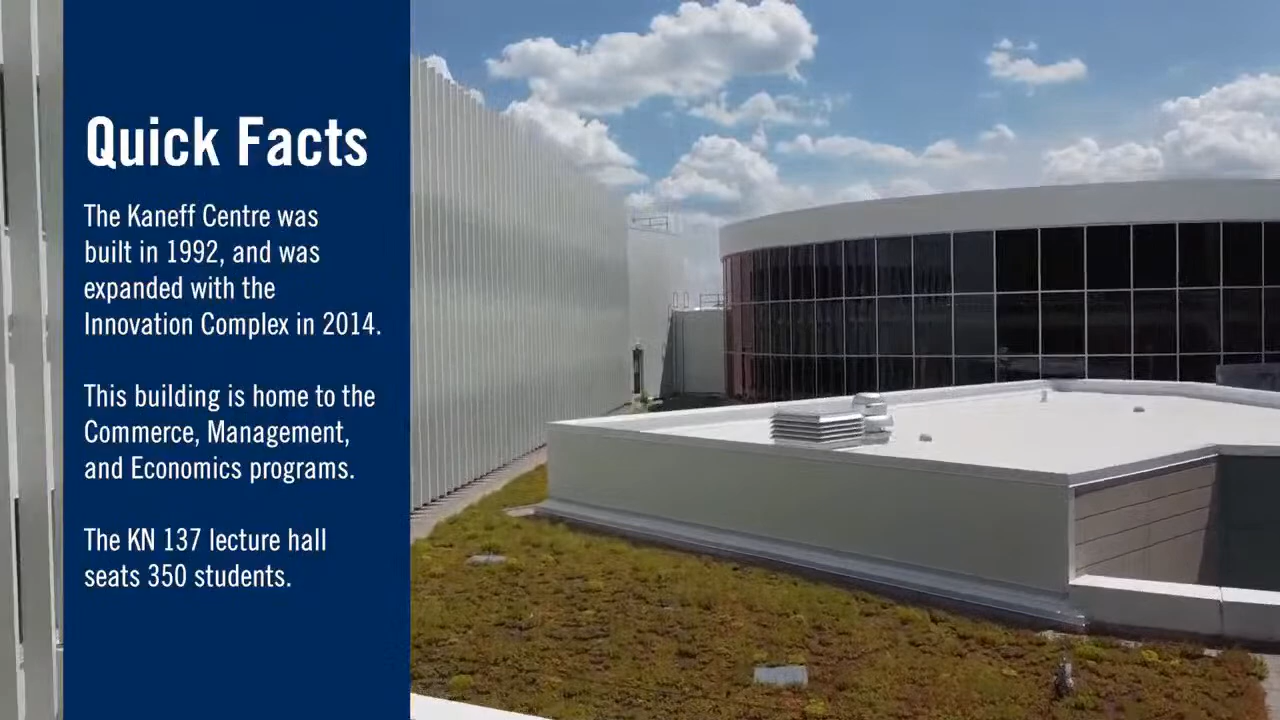 Quick Facts
The Kaneff Centre was
built in 1992, and was
expanded with the
Innovation Complex in 2014.
This building is home to the
Commerce, Management,
and Economics programs.
The KN 137 lecture hall
seats 350 students.